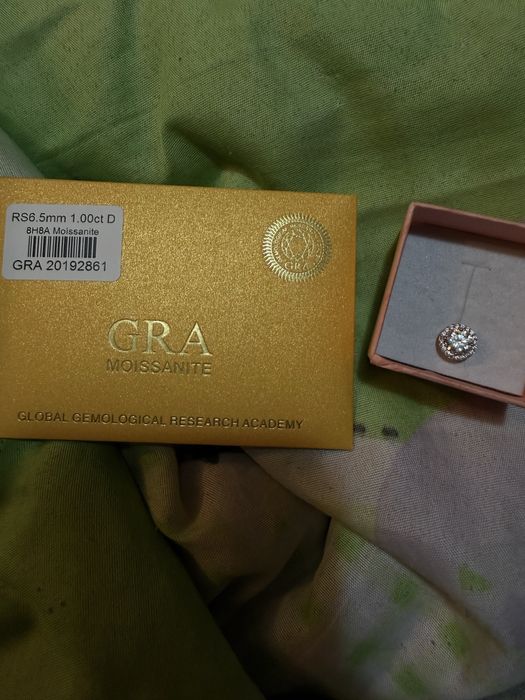 RS6.5mm 1.00ct D
8H8A Moissanite
GRA 20192861
GRA
GRA
MOISSANITE
GLOBAL GEMOLOGICAL RESEARCH ACADEMY